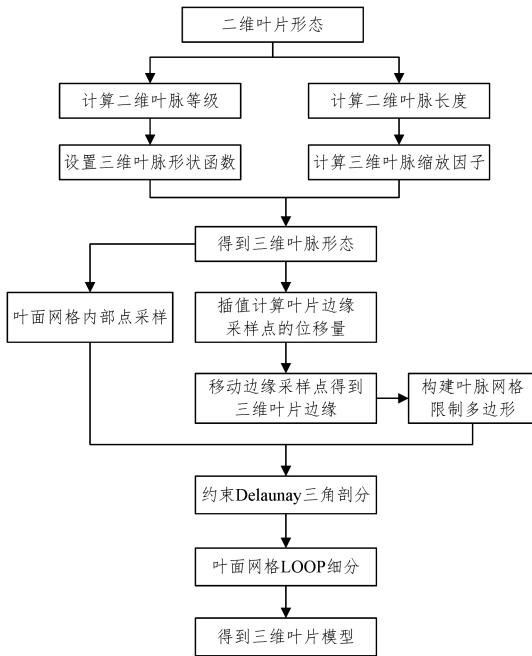 二维叶片形态
计算二维叶脉等级
计算二维叶脉长度
设置三维叶脉形状函数
计算三维叶脉缩放因子
得到三维叶脉形态
叶面网格内部点采样
插值计算叶片边缘
采样点的位移量
移动边缘采样点得到
三维叶片边缘
构建叶脉网格
限制多边形
约束Delaunay三角剖分
叶面网格LOOP细分
得到三维叶片模型